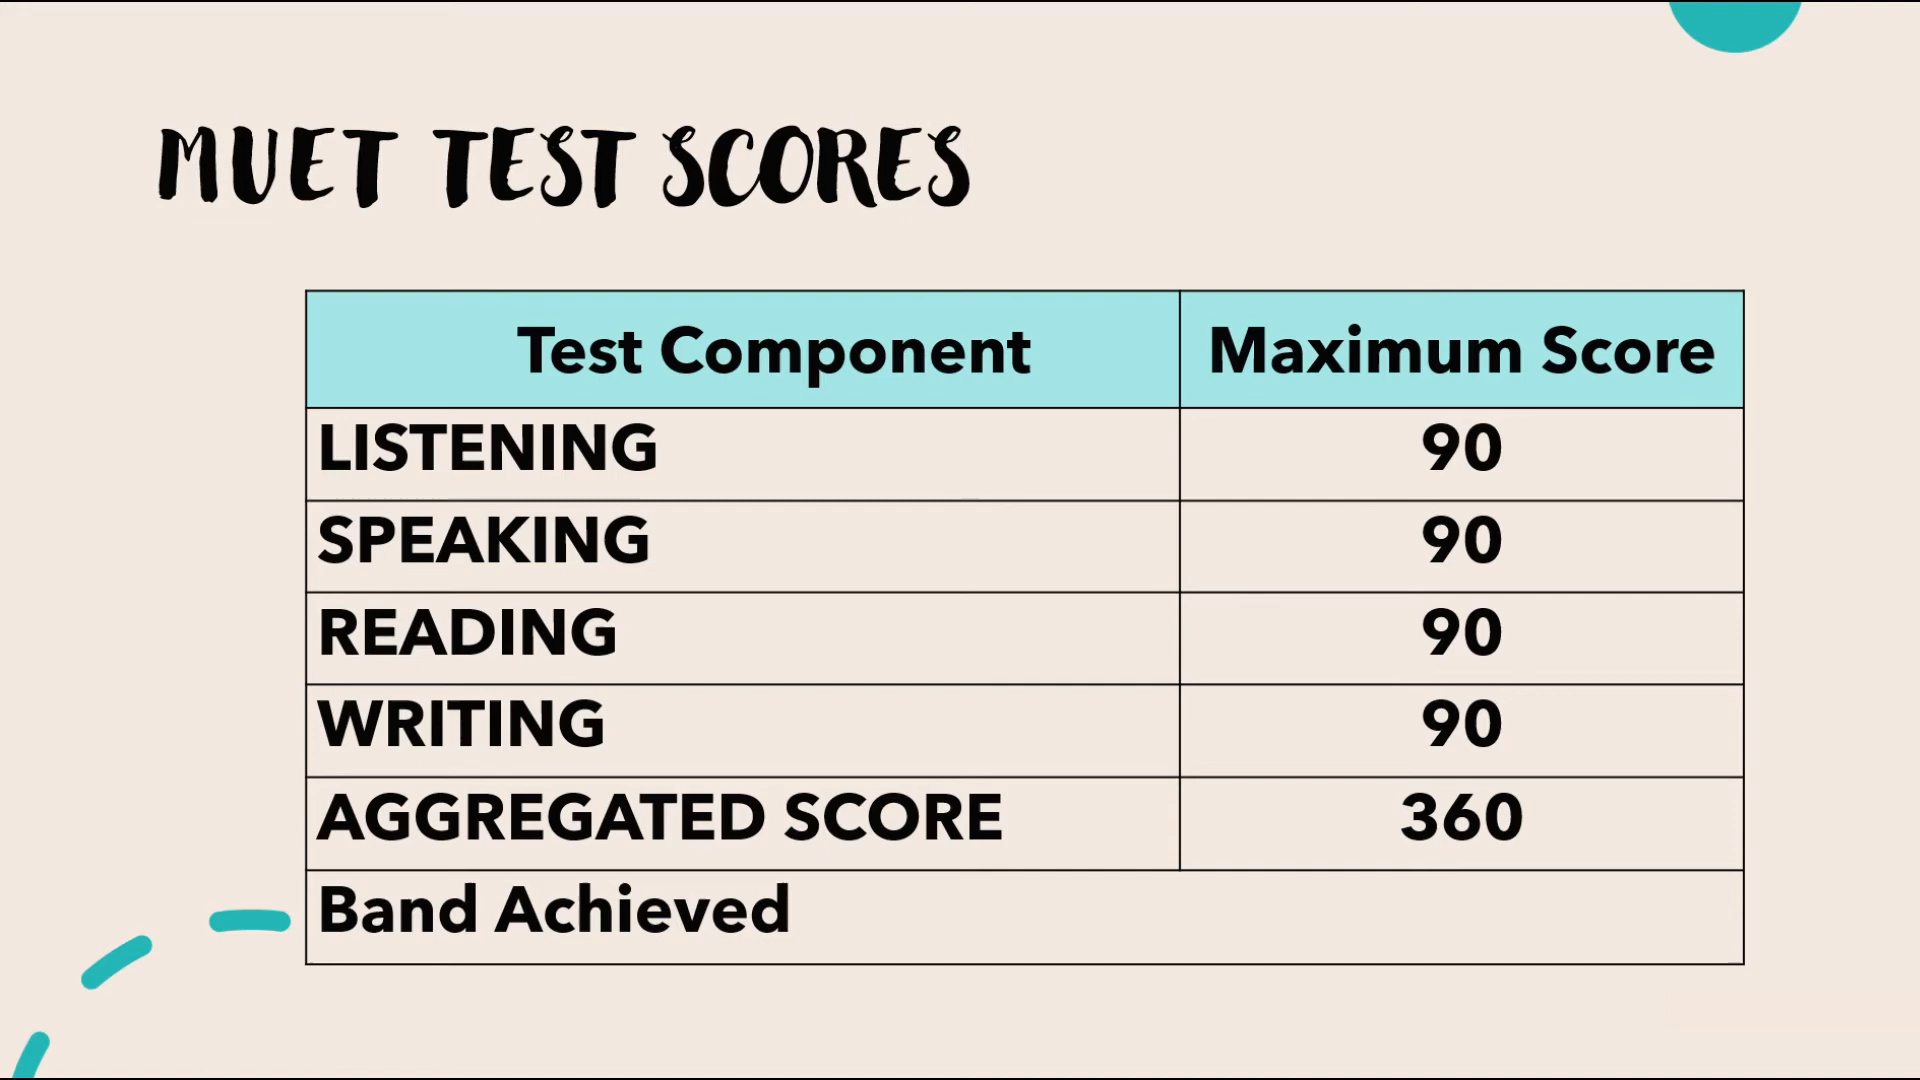 MUET TEST SCORES
Test Component Maximum Score
LISTENING 90
SPEAKING 90
READING 90
WRITING 90
AGGREGATED SCORE 360
Band Achieved